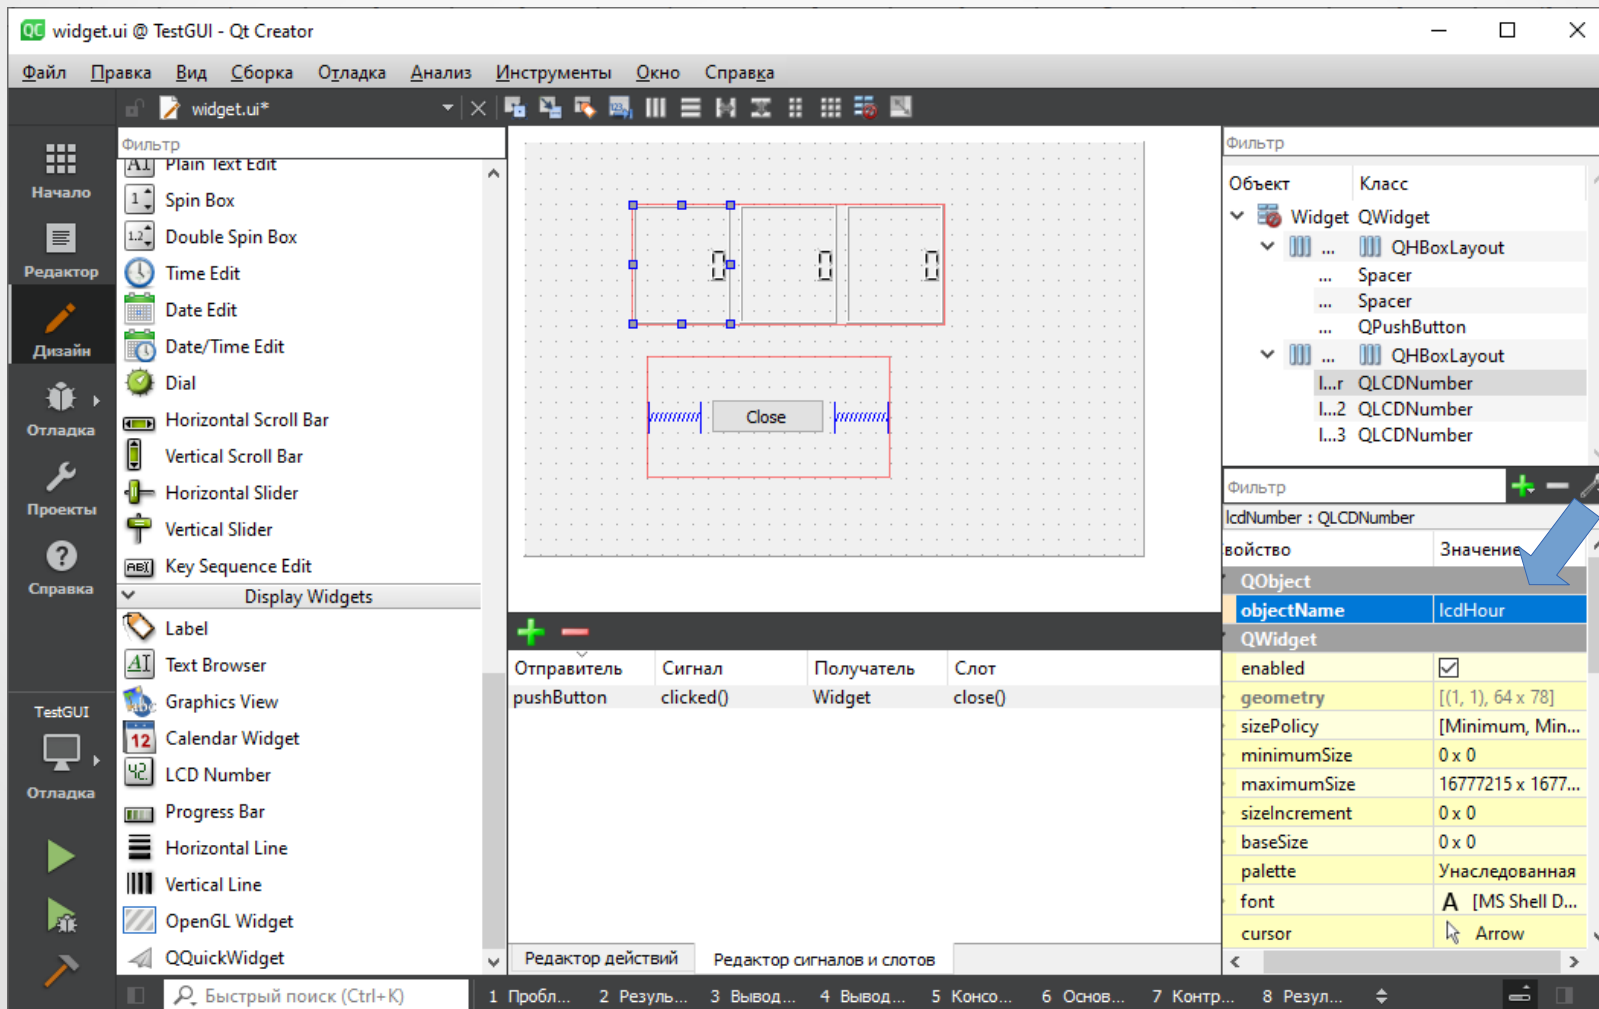 QC widget.ui @ TestGUI - Qt Creator
Файл Правка Вид Сборка Отладка Анализ Инструменты Окно Справка
widget.ui*
Начало
Редактор
Дизайн
Отладка
Проекты
Справка
TestGUI
Отладка
Фильтр
Plain Text Edit
Spin Box
Double Spin Box
Time Edit
Date Edit
Date/Time Edit
Dial
Horizontal Scroll Bar
Vertical Scroll Bar
Horizontal Slider
Vertical Slider
Key Sequence Edit
Display Widgets
Label
Text Browser
Graphics View
Calendar Widget
LCD Number
Progress Bar
Horizontal Line
Vertical Line
OpenGL Widget
QQuickWidget
0 0 0
Close
Отправитель Сигнал Получатель Слот
pushButton clicked() Widget close()
Редактор действий Редактор сигналов и слотов
Фильтр
Объект Класс
Widget QWidget
... QHBoxLayout
... Spacer
... Spacer
... QPushButton
... QHBoxLayout
l...r QLCDNumber
l...2 QLCDNumber
l...3 QLCDNumber
Фильтр
lcdNumber : QLCDNumber
войство Значение
QObject
objectName lcdHour
QWidget
enabled
geometry [(1, 1), 64 x 78]
sizePolicy [Minimum, Min...
minimumSize 0 x 0
maximumSize 16777215 x 1677...
sizeIncrement 0 x 0
baseSize 0 x 0
palette Унаследованная
font A [MS Shell D...
cursor Arrow
Быстрый поиск (Ctrl+K) 1 Пробл... 2 Резуль... 3 Вывод... 4 Вывод... 5 Консо... 6 Основ... 7 Контр... 8 Резул...